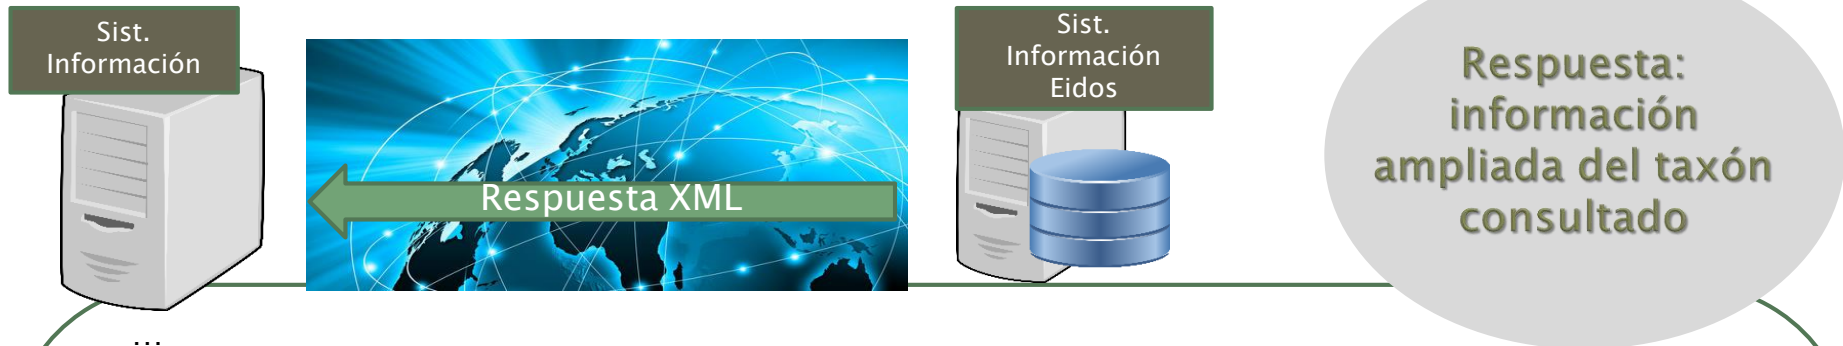 Sist.
Información
Respuesta XML
Sist.
Información
Eidos
Respuesta:
información
ampliada del taxón
consultado
...